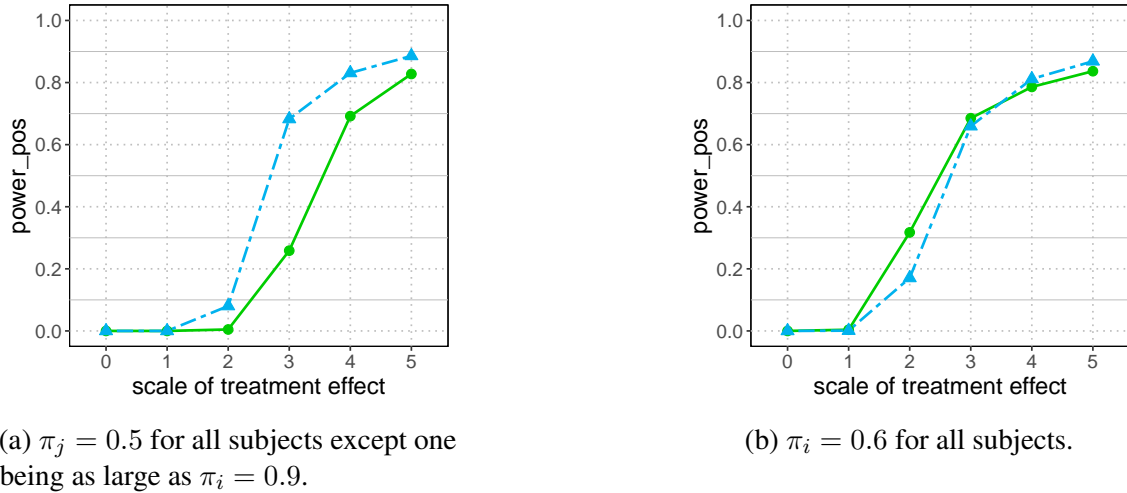 1.0
0.8
0.6
0.4
0.2
0.0
power_pos
0 1 2 3 4 5
scale of treatment effect
(a) πj = 0.5 for all subjects except one
being as large as πi = 0.9.
1.0
0.8
0.6
0.4
0.2
0.0
power_pos
0 1 2 3 4 5
scale of treatment effect
(b) πi = 0.6 for all subjects.